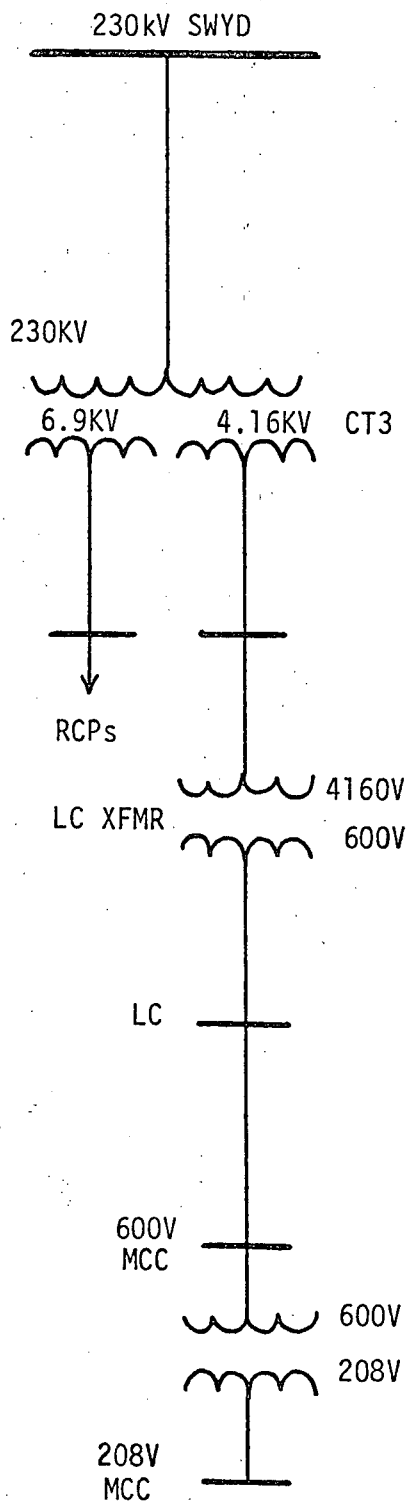 230kV SWYD
230KV
6.9KV 4.16KV CT3
RCPs
4160V
LC XFMR
600V
LC
600V
MCC
600V
208V
208V
MCC